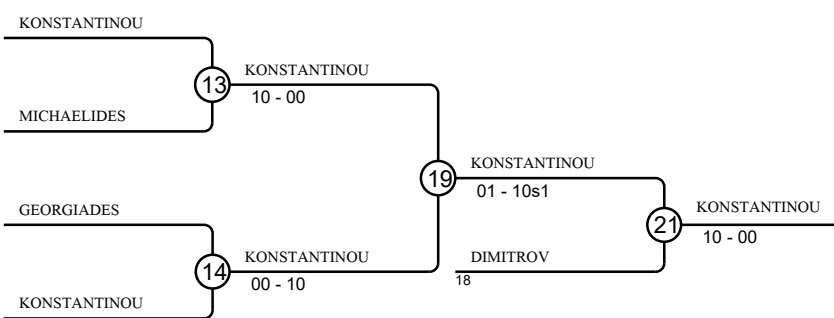 KONSTANTINOU
13
KONSTANTINOU
10 - 00
MICHAELIDES
19
KONSTANTINOU
01 - 10s1
GEORGIADES
21
KONSTANTINOU
10 - 00
14
KONSTANTINOU
00 - 10
DIMITROV
18
KONSTANTINOU